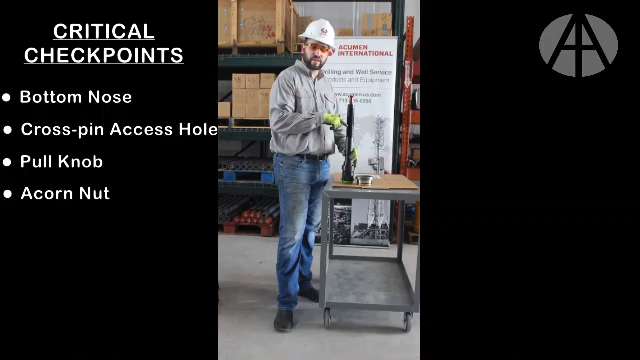 CRITICAL
CHECKPOINTS
● Bottom Nose
● Cross-pin Access Hole
● Pull Knob
● Acorn Nut
ACUMEN
INTERNATIONAL
Drilling and Well Service
Products and Equipment